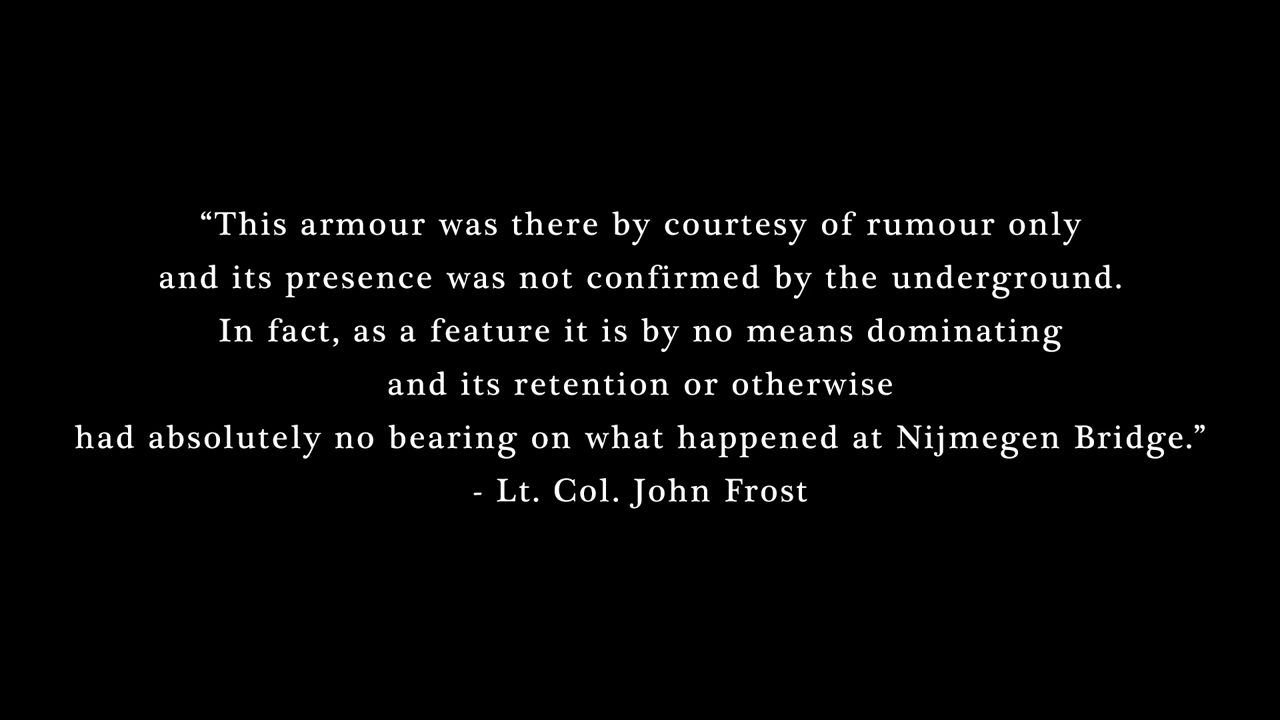 “This armour was there by courtesy of rumour only
and its presence was not confirmed by the underground.
In fact, as a feature it is by no means dominating
and its retention or otherwise
had absolutely no bearing on what happened at Nijmegen Bridge.”
- Lt. Col. John Frost